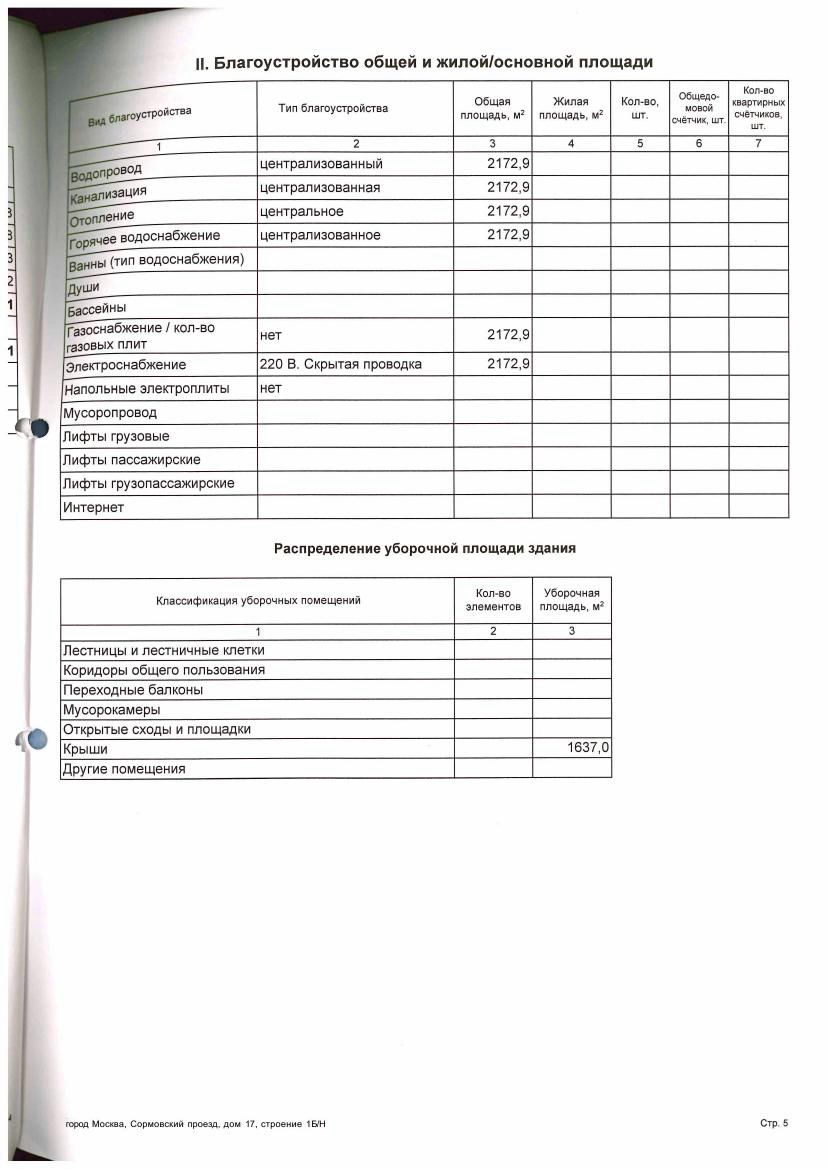 II. Благоустройство общей и жилой/основной площади
Вид благоустройства Тип благоустройства Общая площадь, м² Жилая площадь, м² Кол-во, шт. Общедо-мовой счётчик, шт. Кол-во квартирных счётчиков, шт.
1 2 3 4 5 6 7
Водопровод централизованный 2172,9
Канализация централизованная 2172,9
Отопление центральное 2172,9
Горячее водоснабжение централизованное 2172,9
Ванны (тип водоснабжения)
Души
Бассейны
Газоснабжение / кол-во
газовых плит нет 2172,9
Электроснабжение 220 В. Скрытая проводка 2172,9
Напольные электроплиты нет
Мусоропровод
Лифты грузовые
Лифты пассажирские
Лифты грузопассажирские
Интернет
Распределение уборочной площади здания
Классификация уборочных помещений Кол-во элементов Уборочная площадь, м²
1 2 3
Лестницы и лестничные клетки
Коридоры общего пользования
Переходные балконы
Мусорокамеры
Открытые сходы и площадки
Крыши 1637,0
Другие помещения
город Москва, Сормовский проезд, дом 17, строение 1Б/Н Стр. 5